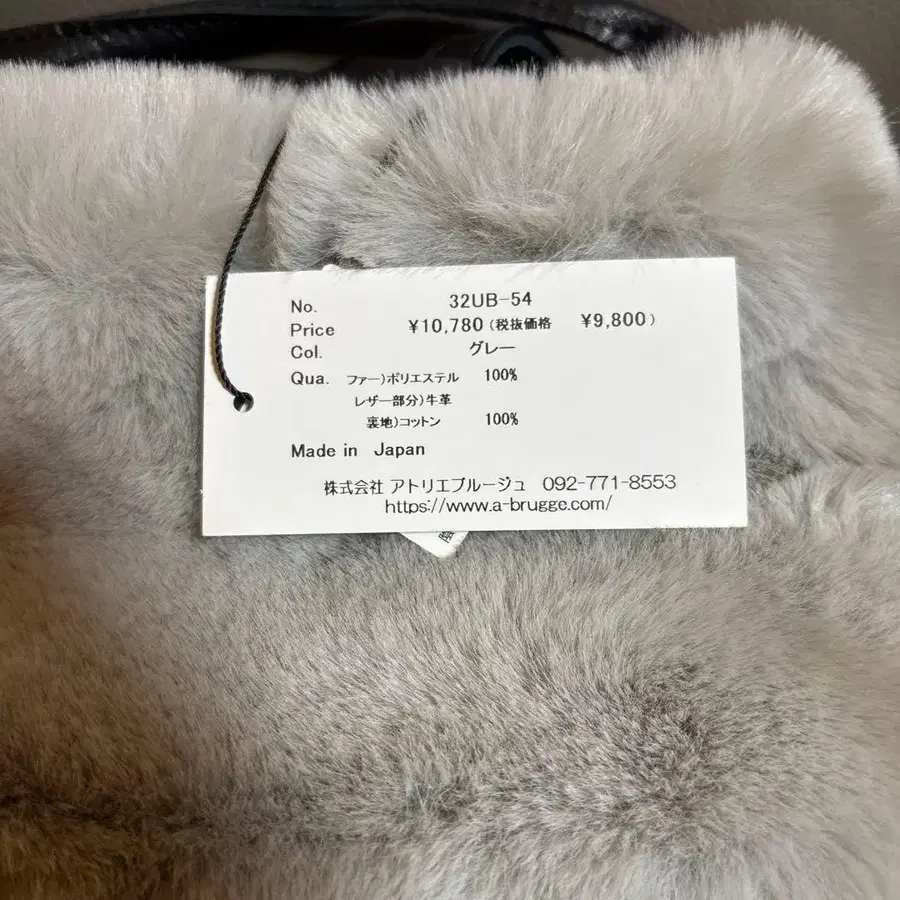 No. 32UB-54
Price ¥10,780(税抜価格 ¥9,800)
Col. グレー
Qua. ファー)ポリエステル 100%
レザー部分)牛革
裏地)コットン 100%
Made in Japan
株式会社 アトリエブルージュ 092-771-8553
https://www.a-brugge.com/